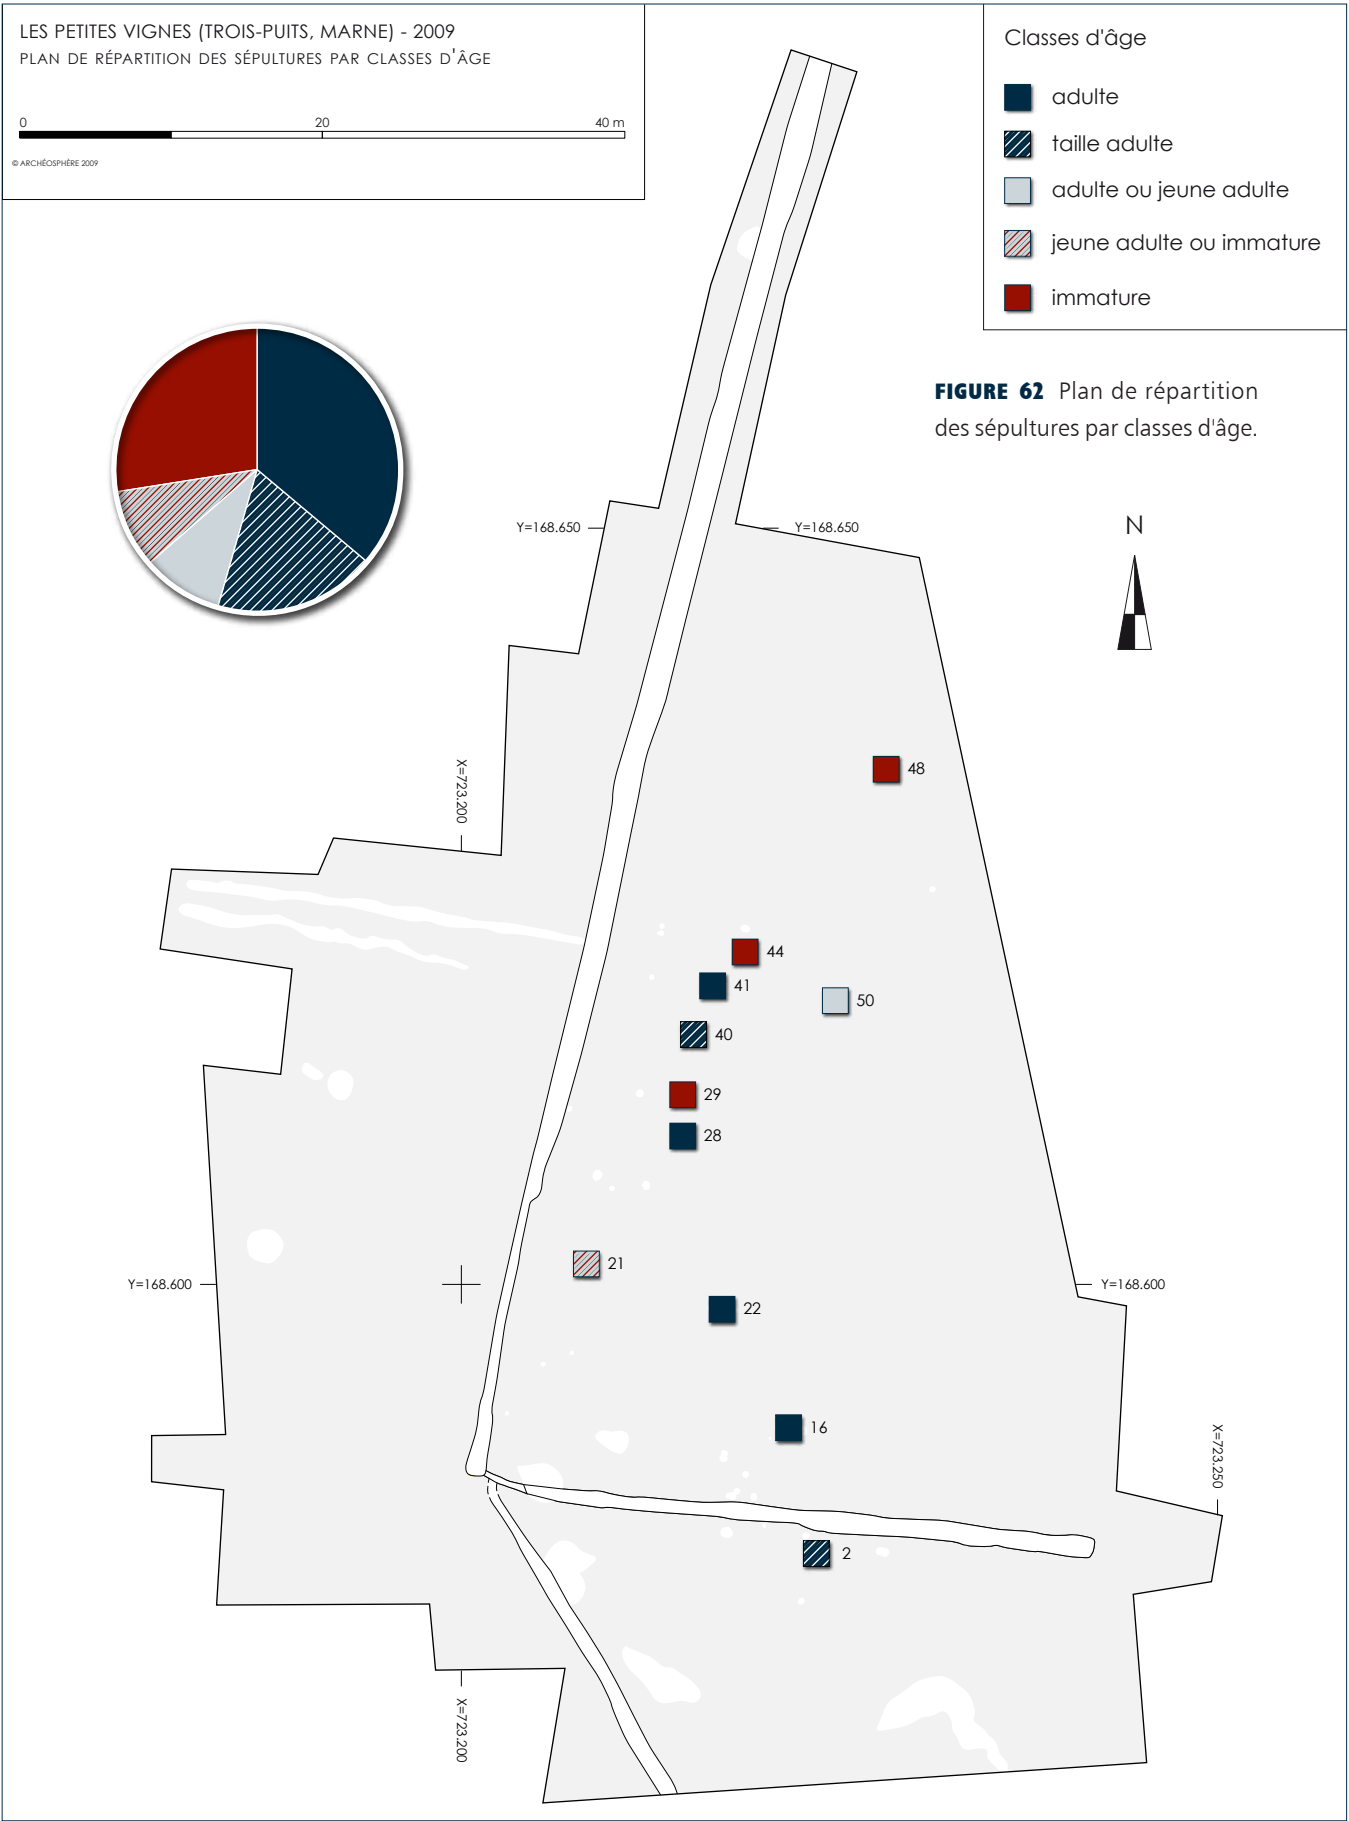 LES PETITES VIGNES (TROIS-PUITS, MARNE) - 2009
PLAN DE RÉPARTITION DES SÉPULTURES PAR CLASSES D'ÂGE
0 20 40 m
© ARCHÉOSPHÈRE 2009
Classes d'âge
adulte
taille adulte
adulte ou jeune adulte
jeune adulte ou immature
immature
FIGURE 62 Plan de répartition
des sépultures par classes d'âge.
N
Y=168.650
Y=168.650
X=723.200
48
44
41
50
40
29
28
21
22
Y=168.600
Y=168.600
16
X=723.250
2
X=723.200